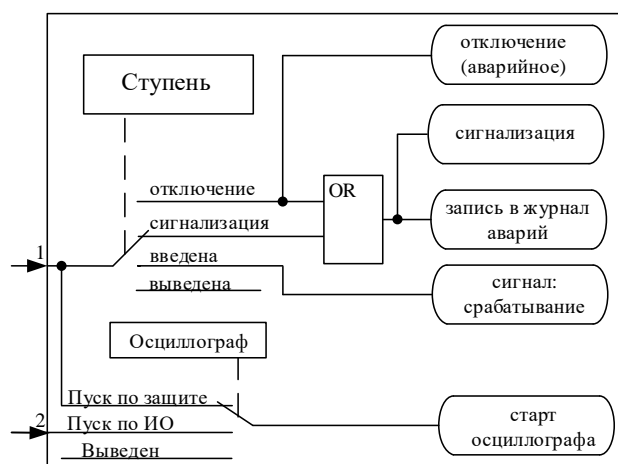 отключение
(аварийное)
Ступень
сигнализация
отключение
OR
сигнализация
запись в журнал
аварий
1
введена
выведена
сигнал:
срабатывание
Осциллограф
Пуск по защите
2
Пуск по ИО
Выведен
старт
осциллографа